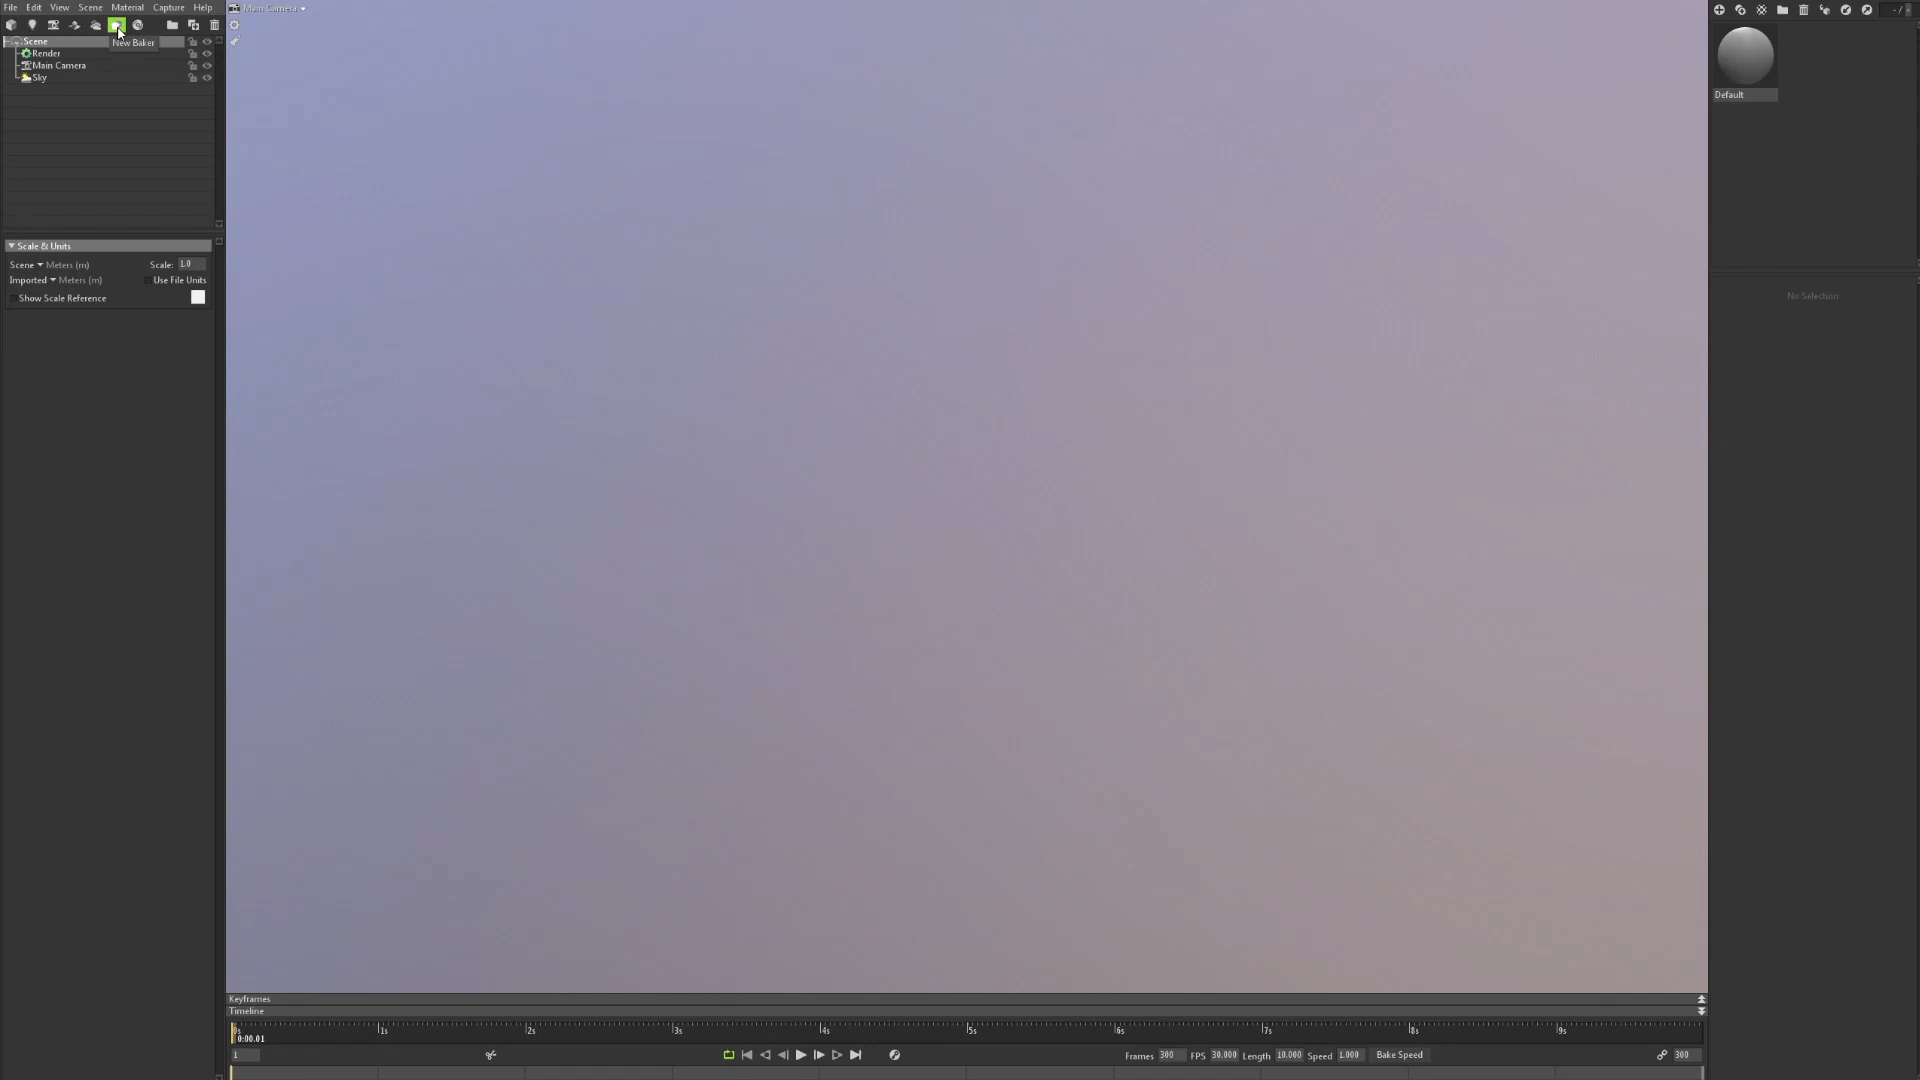 File Edit View Scene Material Capture Help
Main Camera
New Baker
Scene
Render
Main Camera
Sky
Default
Scale & Units
Scene Meters (m) Scale: 1.0
Imported Meters (m) Use File Units
Show Scale Reference
No Selection
Keyframes
Timeline
0s 1s 2s 3s 4s 5s 6s 7s 8s 9s
0:00.01
1 Frames 300 FPS 30.000 Length 10.000 Speed 1.000 Bake Speed 300